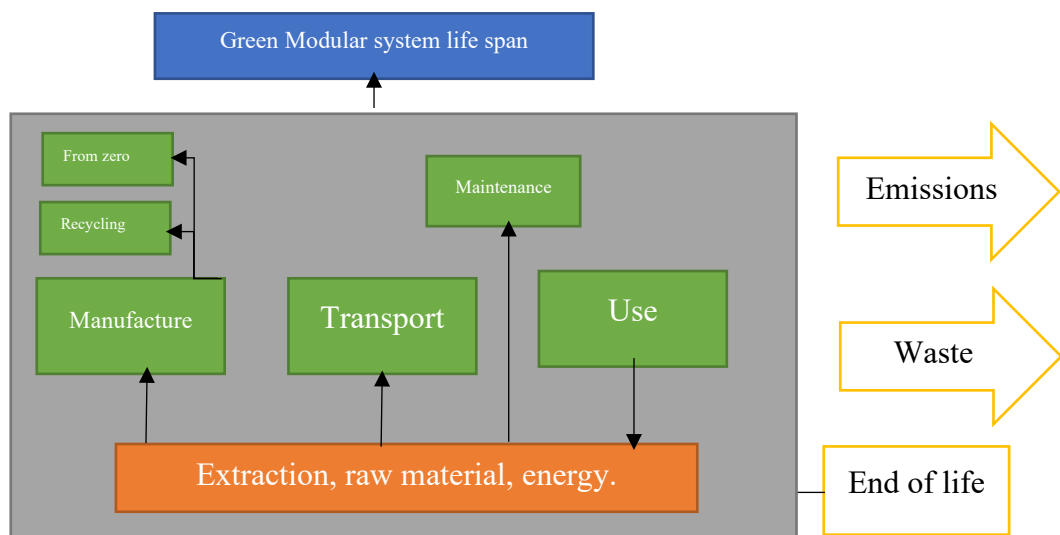 Green Modular system life span
From zero
Recycling
Maintenance
Manufacture
Transport
Use
Extraction, raw material, energy.
Emissions
Waste
End of life